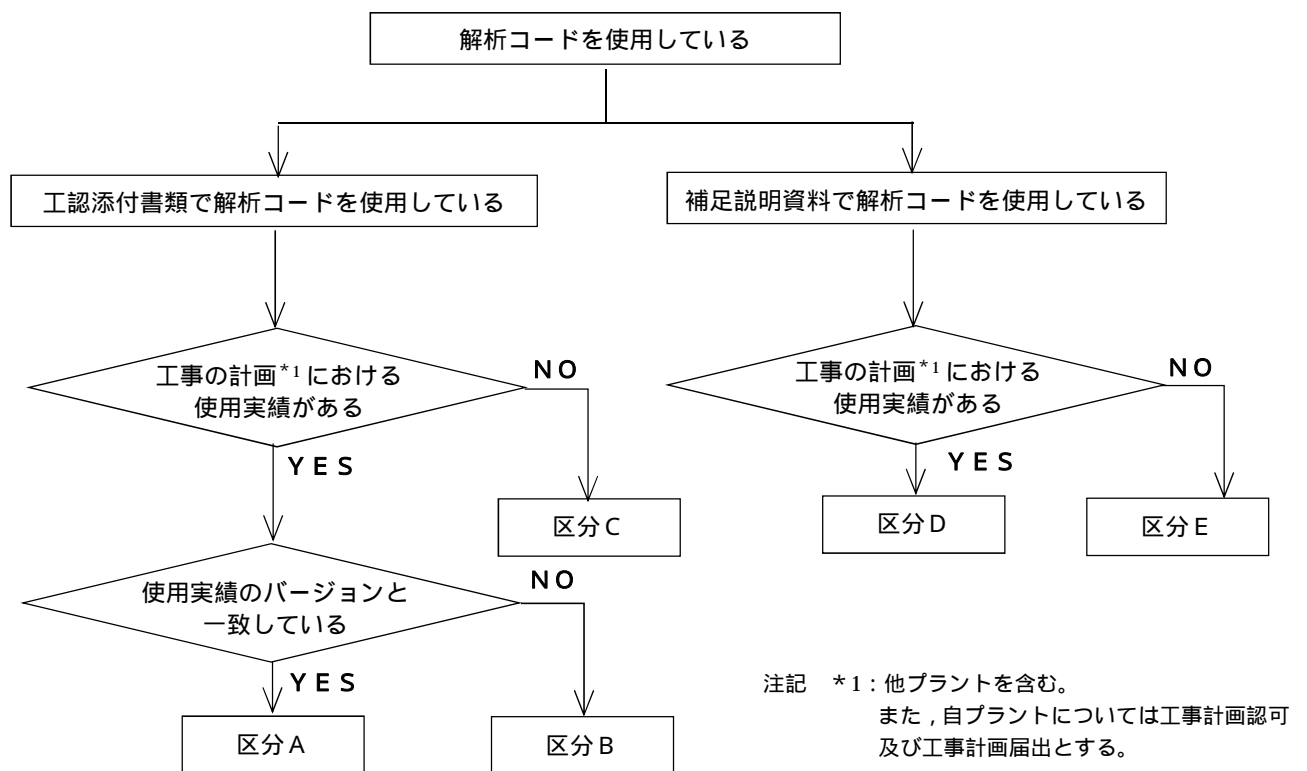 解析コードを使用している
工認添付書類で解析コードを使用している
補足説明資料で解析コードを使用している
工事の計画*1における
使用実績がある
NO
YES
工事の計画*1における
使用実績がある
NO
YES
区分C
区分D
区分E
使用実績のバージョンと
一致している
NO
YES
区分A
区分B
注記　*1：他プラントを含む。
また，自プラントについては工事計画認可
及び工事計画届出とする。